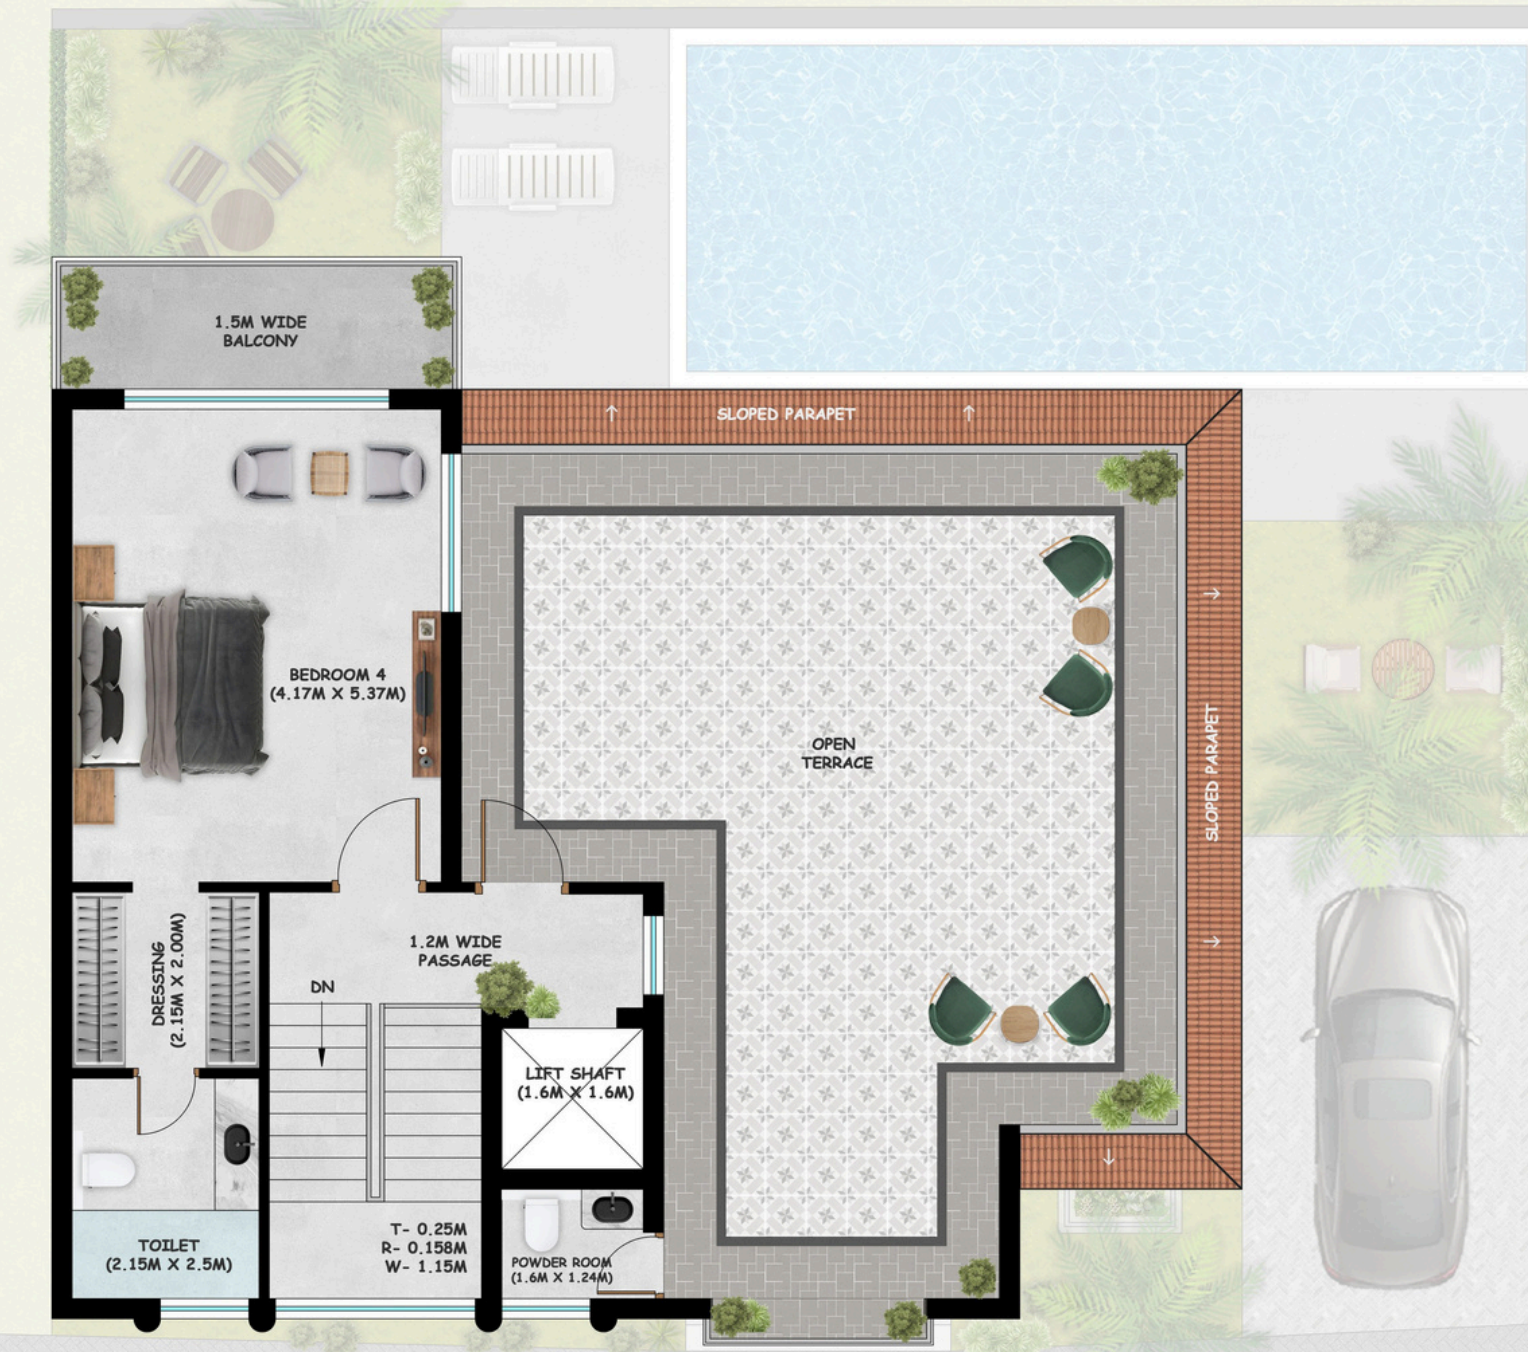 1.5M WIDE
BALCONY
SLOPED PARAPET
BEDROOM 4
(4.17M X 5.37M)
OPEN
TERRACE
SLOPED PARAPET
1.2M WIDE
PASSAGE
DRESSING
(2.15M X 2.00M)
DN
LIFT SHAFT
(1.6M X 1.6M)
T- 0.25M
R- 0.158M
W- 1.15M
TOILET
(2.15M X 2.5M)
POWDER ROOM
(1.6M X 1.24M)